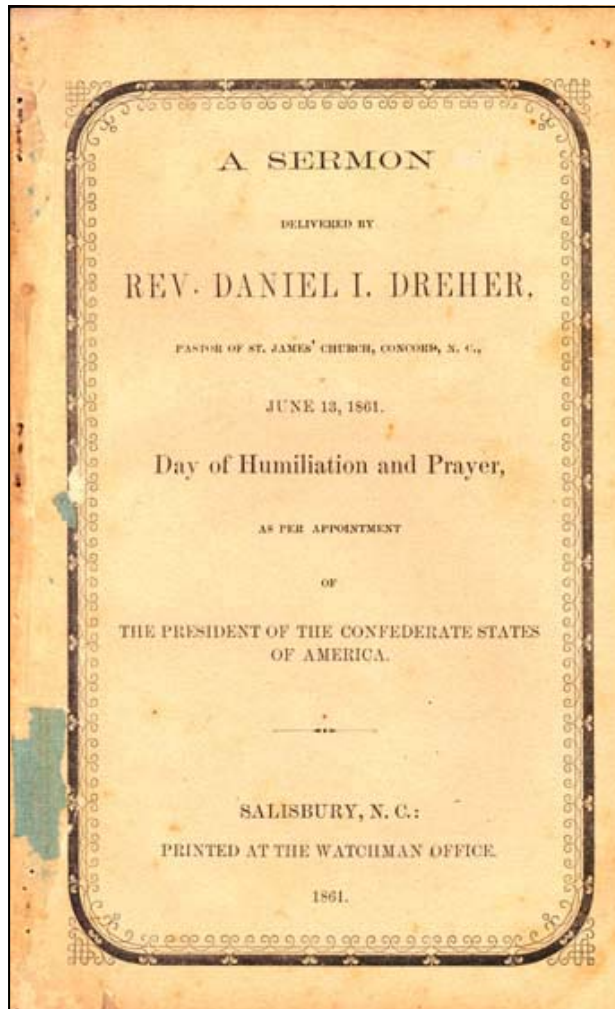 A SERMON
DELIVERED BY
REV. DANIEL I. DREHER,
PASTOR OF ST. JAMES' CHURCH, CONCORD, N. C.,
JUNE 13, 1861.
Day of Humiliation and Prayer,
AS PER APPOINTMENT
OF
THE PRESIDENT OF THE CONFEDERATE STATES
OF AMERICA.
SALISBURY, N. C.:
PRINTED AT THE WATCHMAN OFFICE.
1861.